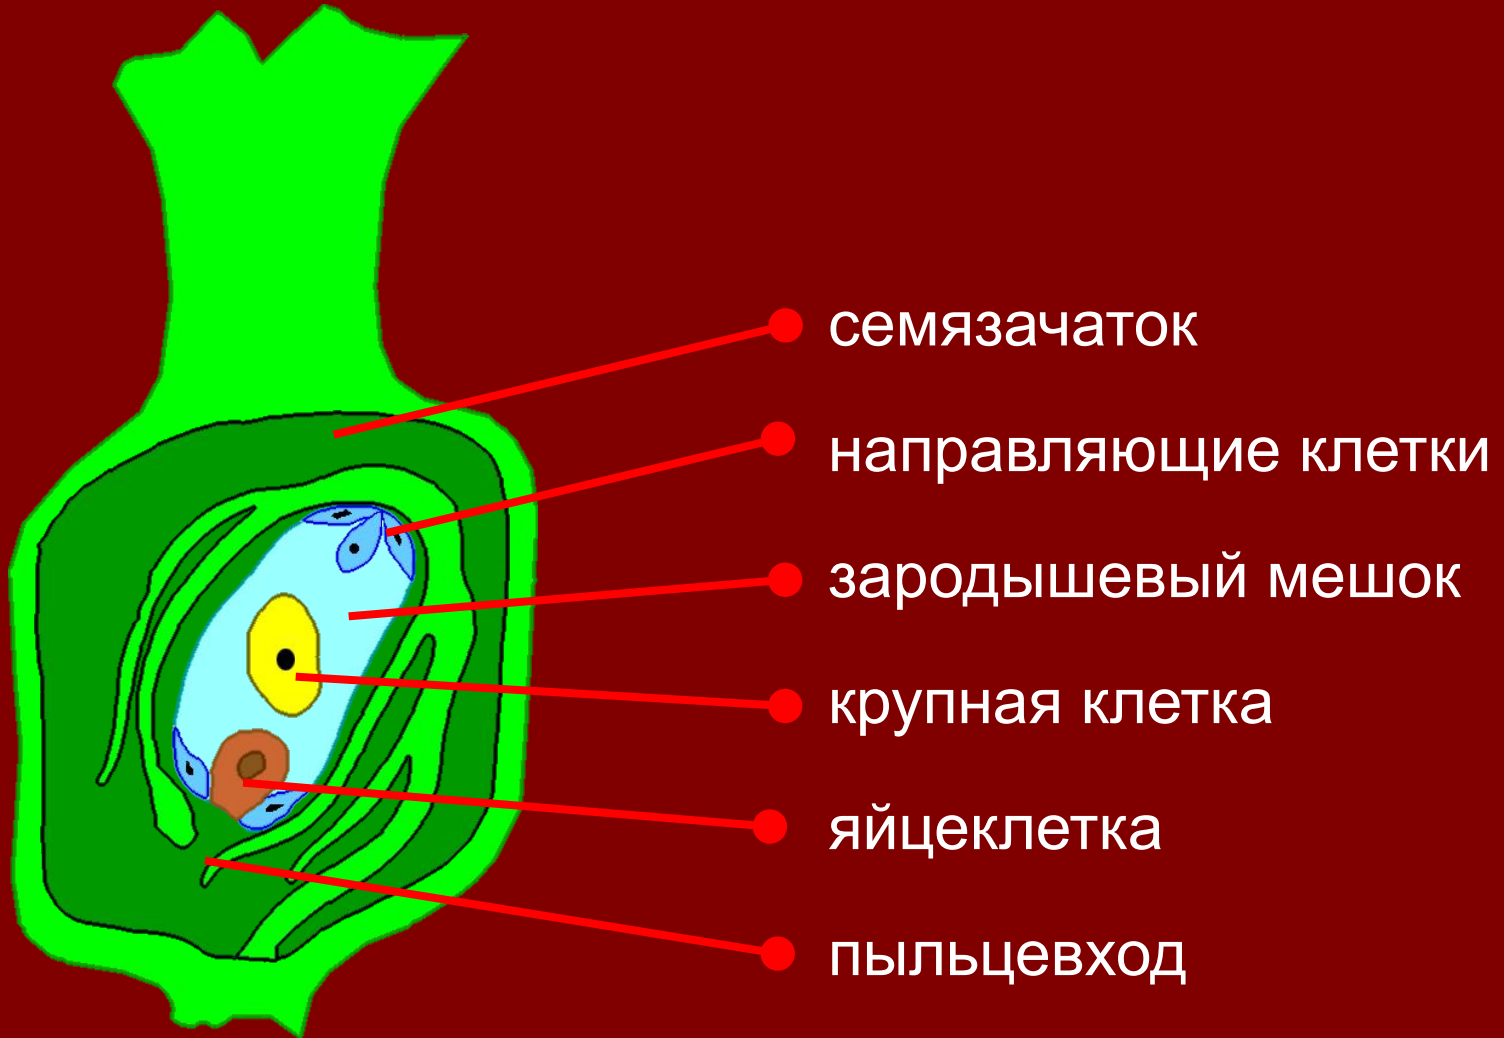 семязачаток
направляющие клетки
зародышевый мешок
крупная клетка
яйцеклетка
пыльцевход